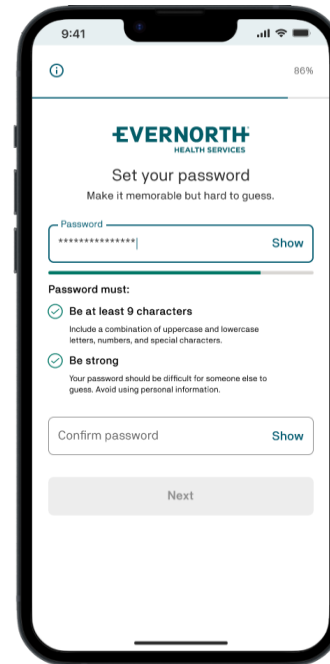 9:41
86%
EVERNORTH
HEALTH SERVICES
Set your password
Make it memorable but hard to guess.
Password
***************
Show
Password must:
Be at least 9 characters
Include a combination of uppercase and lowercase
letters, numbers, and special characters.
Be strong
Your password should be difficult for someone else to
guess. Avoid using personal information.
Confirm password
Show
Next